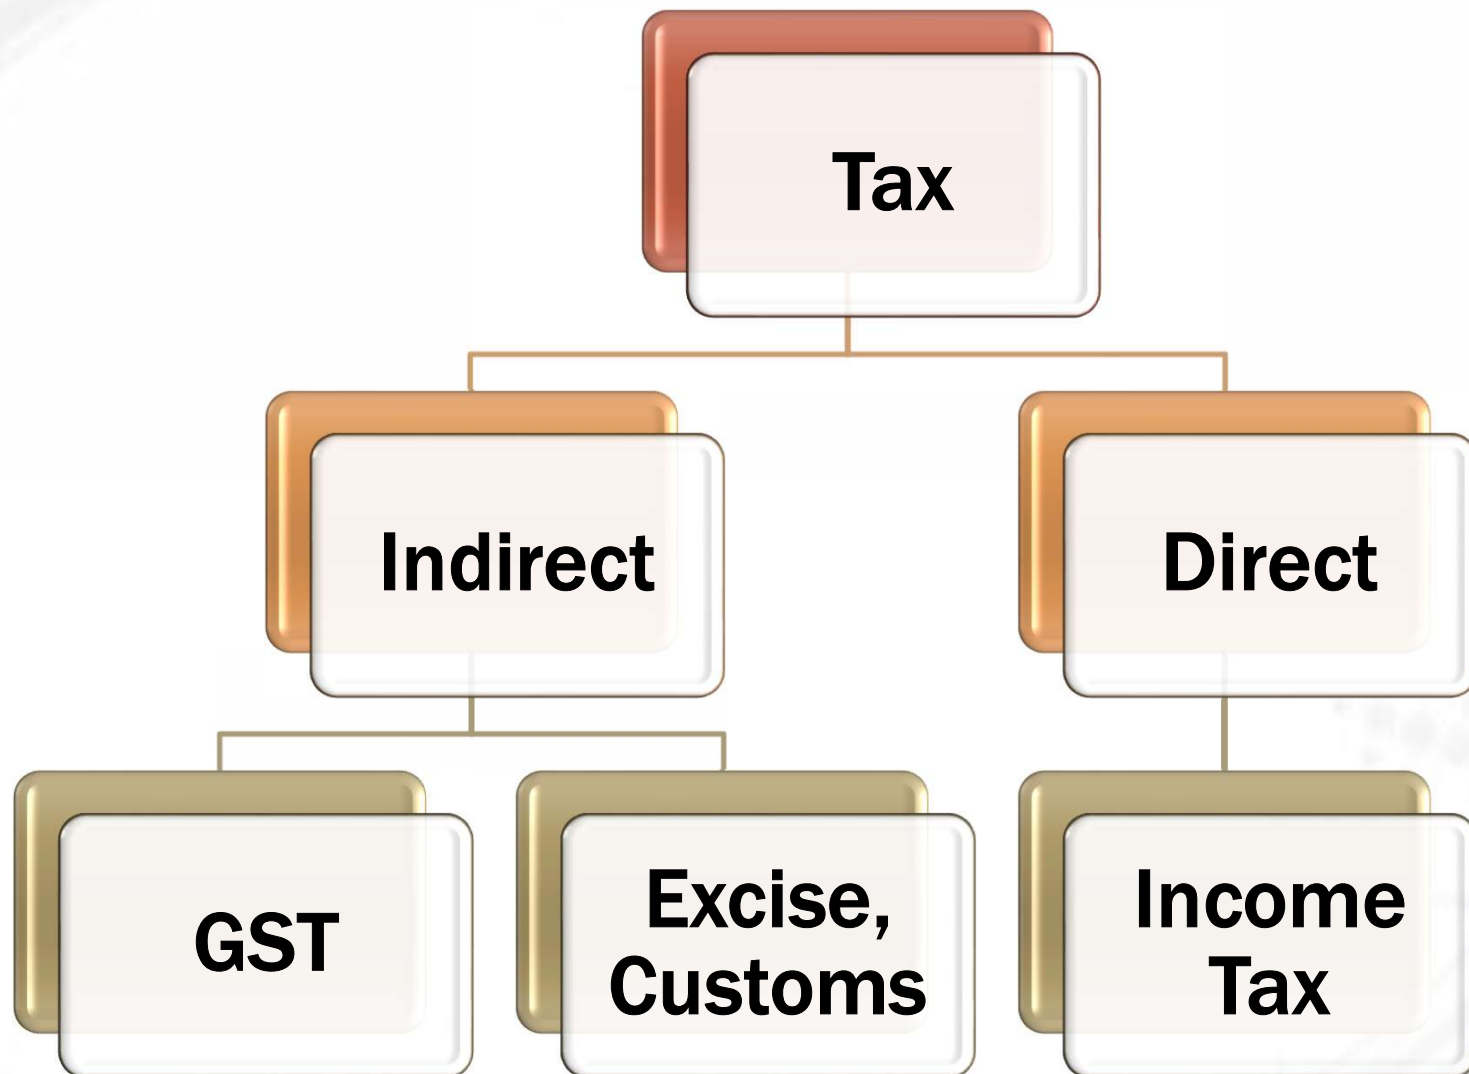 Tax
Indirect
Direct
GST
Excise,
Customs
Income
Tax